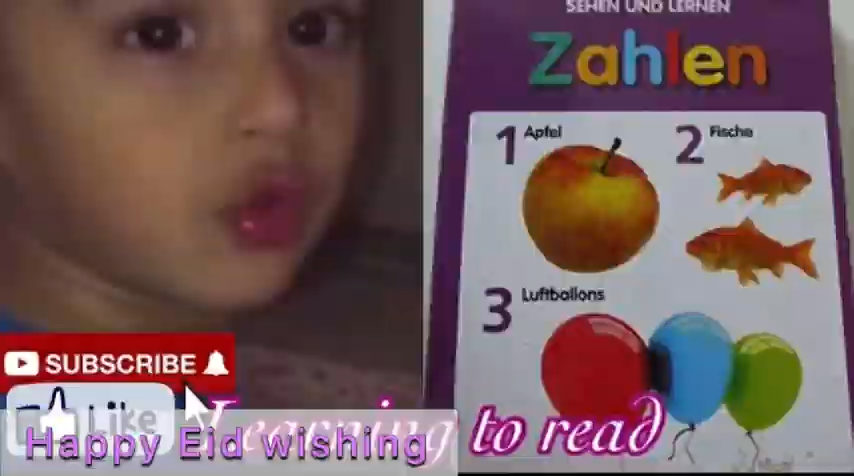 SEHEN UND LERNEN
Zahlen
1 Apfel
2 Fische
3 Luftballons
SUBSCRIBE
Like
Learning to read
Happy Eid wishing